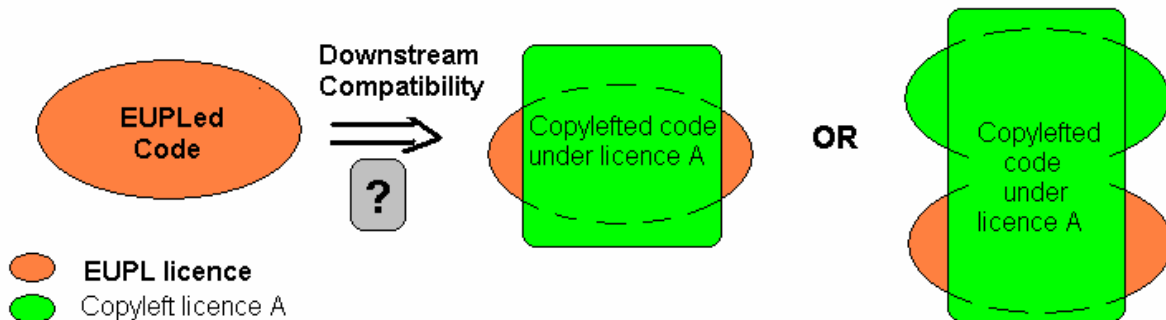 EUPLed
Code
Downstream
Compatibility
?
Copylefted code
under licence A
OR
Copylefted
code
under
licence A
EUPL licence
Copyleft licence A